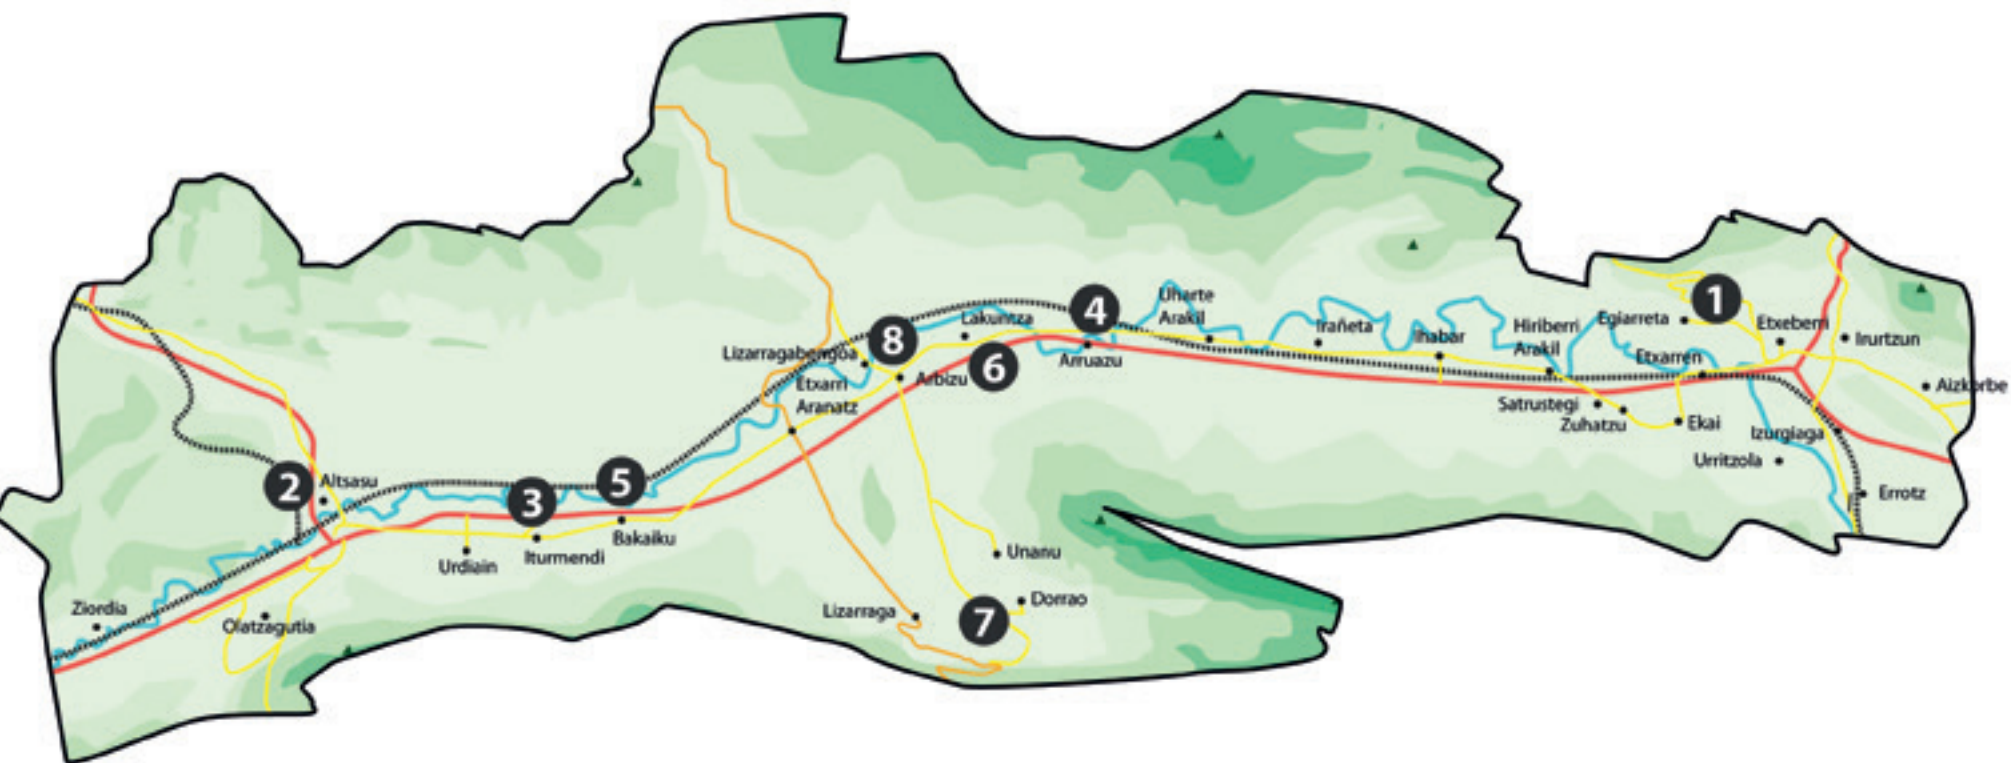 1
Uharte
Arakil
4
Lakuntza
Irañeta
Hiriberri
Arakil
Egiarreta
Etxeberri
Ihabar
Irurtzun
8
Lizarragabengoa
Etxarren
Arruazu
6
Arbizu
Etxarri
Aranatz
Aizkorbe
Satrustegi
Zuhatzu
Ekai
Izurgiaga
Urritzola
Errotz
2
Altsasu
3
5
Bakaiku
Iturmendi
Urdiain
Unanu
Dorrao
7
Lizarraga
Ziordia
Olatzagutia